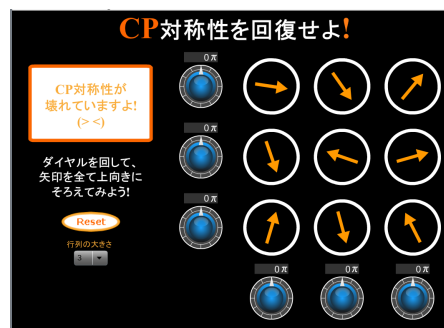 CP対称性を回復せよ!
CP対称性が
壊れていますよ!
(> <)
ダイヤルを回して、
矢印を全て上向きに
そろえてみよう!
Reset
行列の大きさ
3
0π
0π
0π
0π
0π
0π